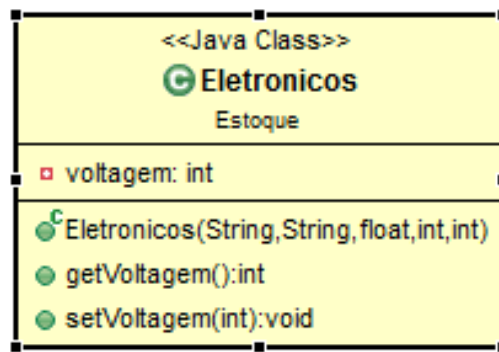 <<Java Class>>
Eletronicos
Estoque
voltagem: int
Eletronicos(String,String,float,int,int)
getVoltagem():int
setVoltagem(int):void